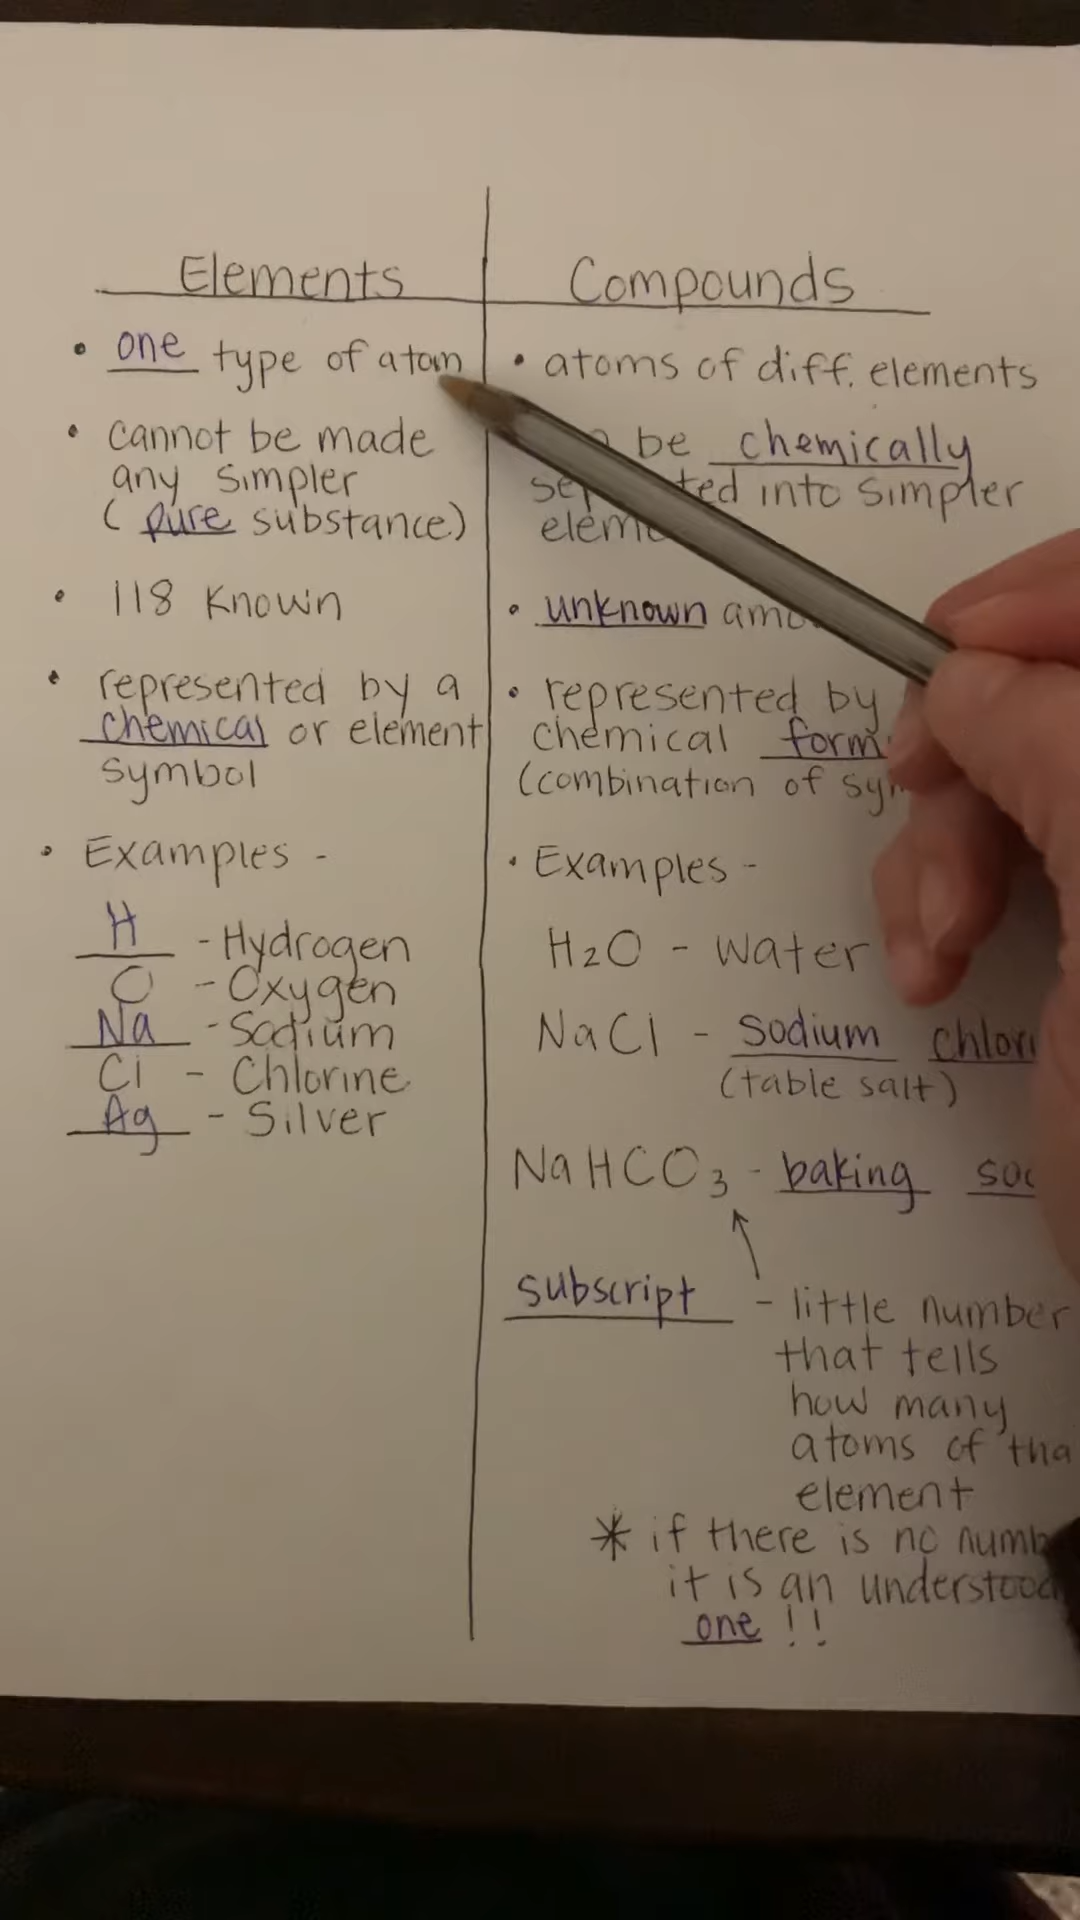 Elements
• one type of atom
• cannot be made
any simpler
(pure substance)
• 118 known
• represented by a
chemical or element
symbol
• Examples -
H - Hydrogen
O - Oxygen
Na - Sodium
Cl - Chlorine
Ag - Silver
Compounds
• atoms of diff. elements
be chemically
into simpler
• unknown
• represented by
chemical
(combination of
• Examples -
H₂O - water
NaCl - sodium
(table salt)
NaHCO₃ - baking
subscript - little number
that tells
how many
atoms of
element
* if there is no
it is an understood
one !!